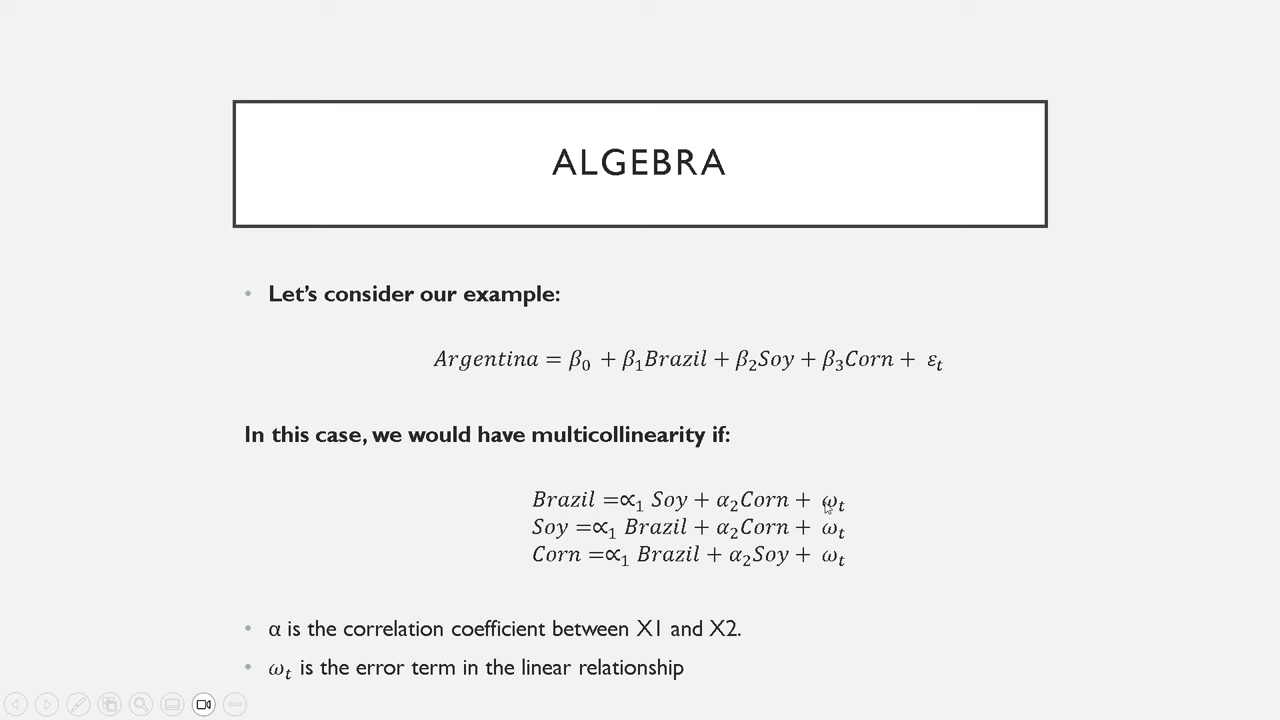 ALGEBRA
• Let's consider our example:
Argentina = β₀ + β₁Brazil + β₂Soy + β₃Corn + εₜ
In this case, we would have multicollinearity if:
Brazil =∝₁ Soy + α₂Corn + ωₜ
Soy =∝₁ Brazil + α₂Corn + ωₜ
Corn =∝₁ Brazil + α₂Soy + ωₜ
• α is the correlation coefficient between X1 and X2.
• ωₜ is the error term in the linear relationship